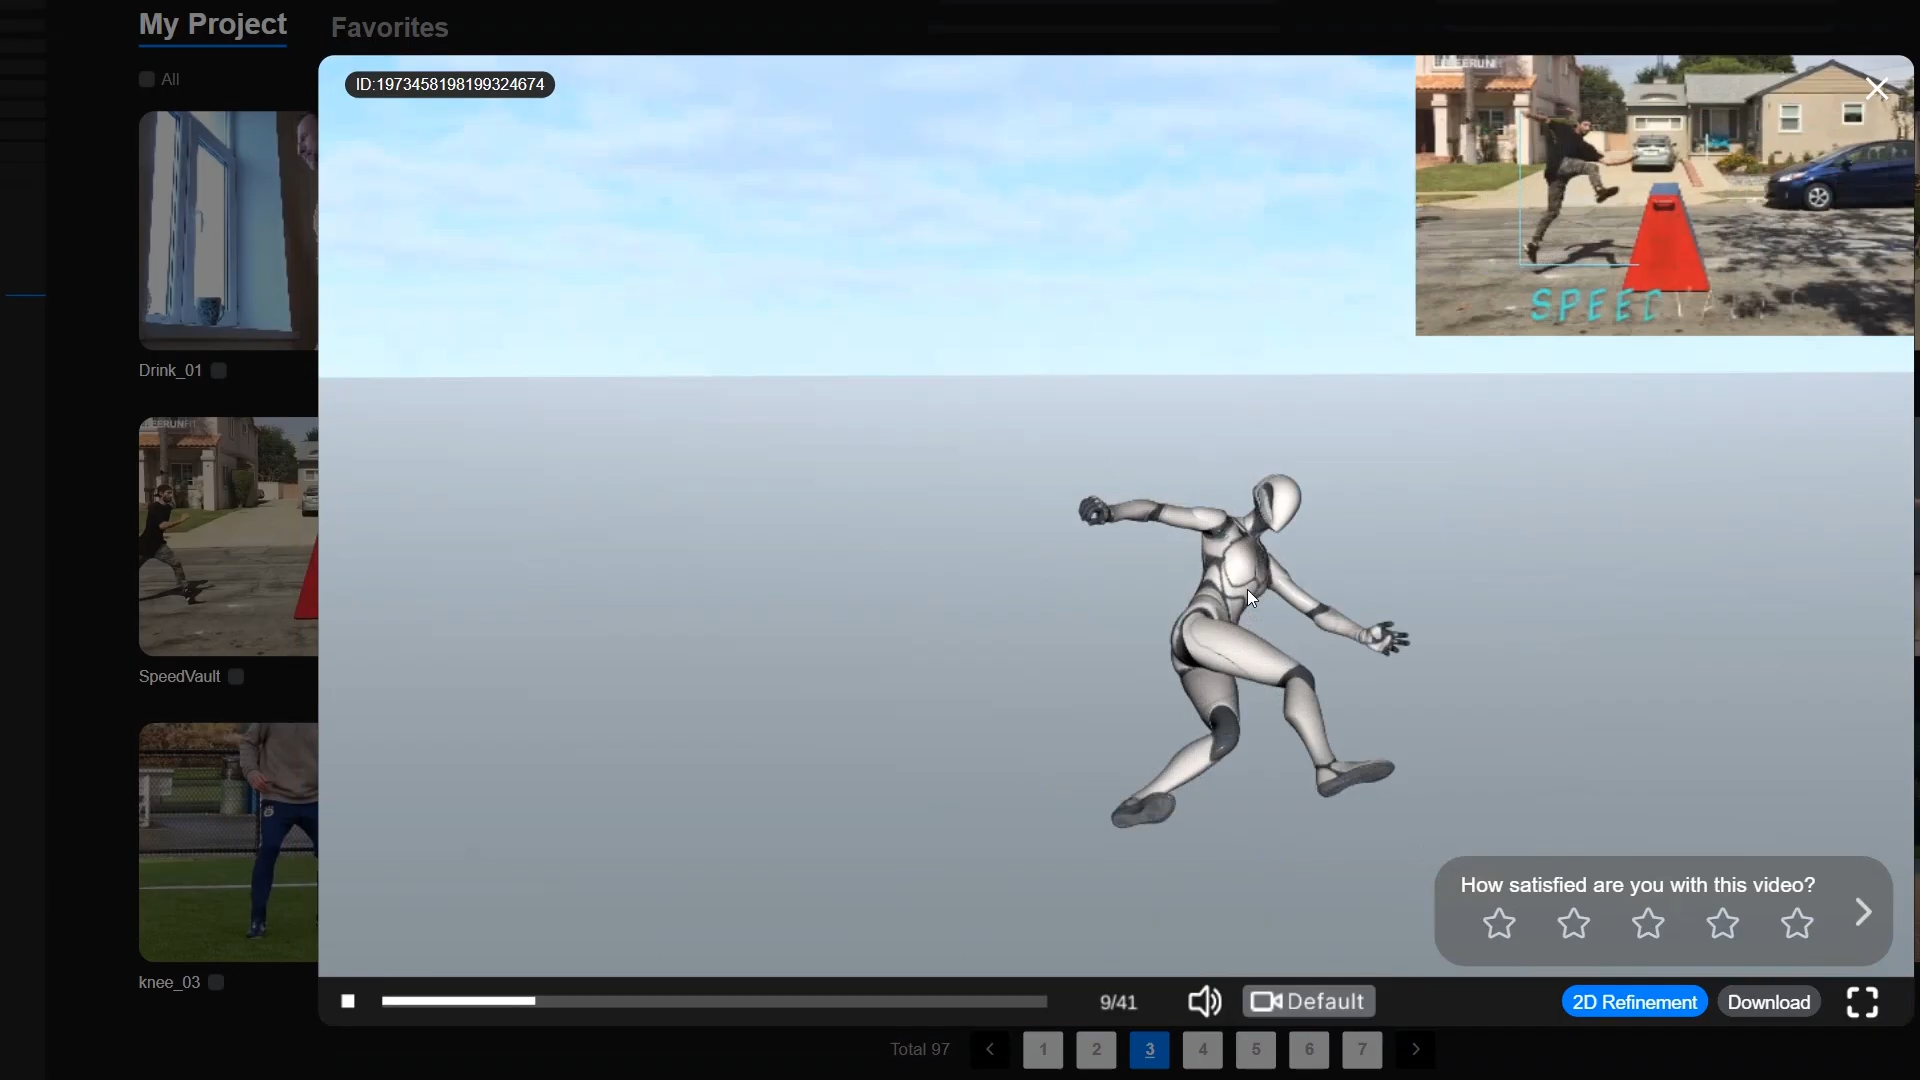 My Project
Favorites
All
ID:1973458198199324674
SPEED
Drink_01
SpeedVault
knee_03
How satisfied are you with this video?
9/41
Default
2D Refinement
Download
Total 97
1
2
3
4
5
6
7